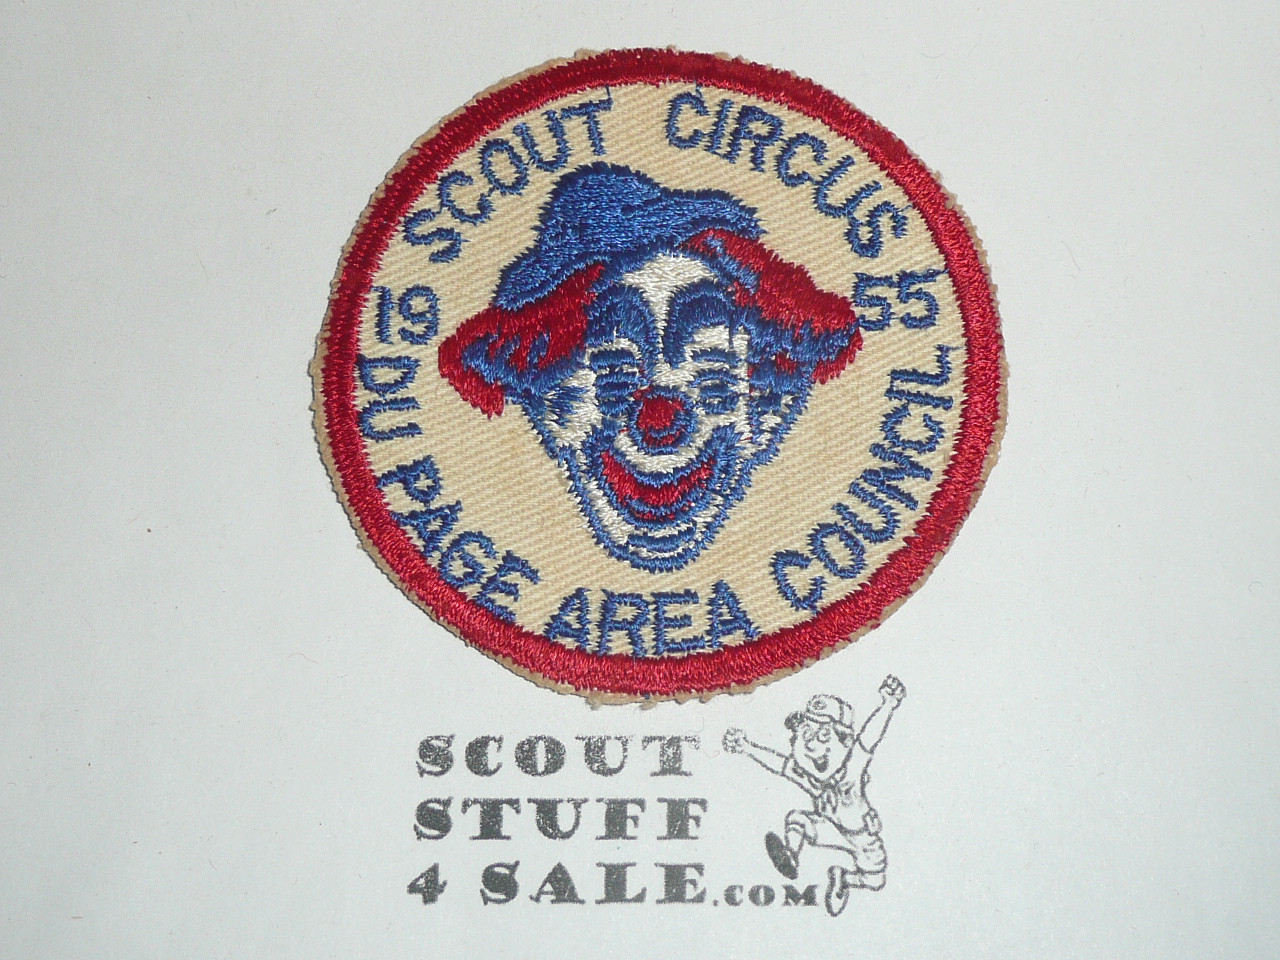 SCOUT CIRCUS
19 55
DU PAGE AREA COUNCIL
SCOUT
STUFF
4 SALE.COM